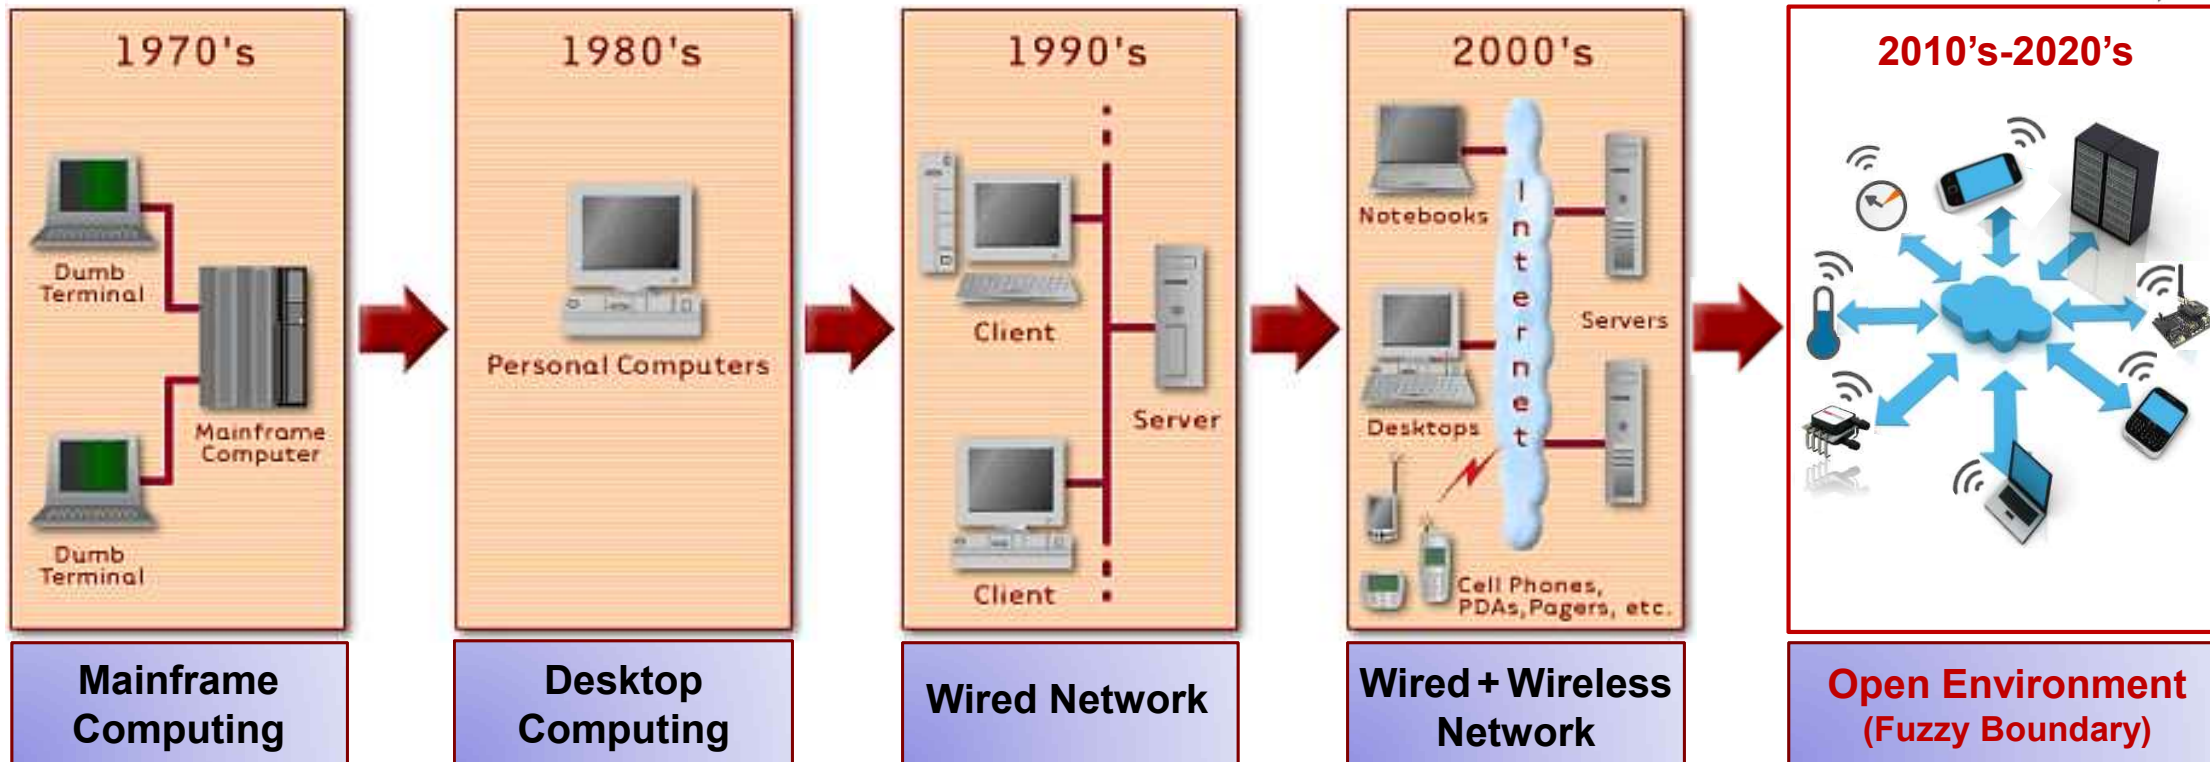 1970's
Dumb
Terminal
Mainframe
Computer
Dumb
Terminal
Mainframe
Computing
1980's
Personal Computers
Desktop
Computing
1990's
Client
Server
Client
Wired Network
2000's
Notebooks
Internet
Servers
Desktops
Cell Phones,
PDAs,Pagers, etc.
Wired + Wireless
Network
2010's-2020's
Open Environment
(Fuzzy Boundary)